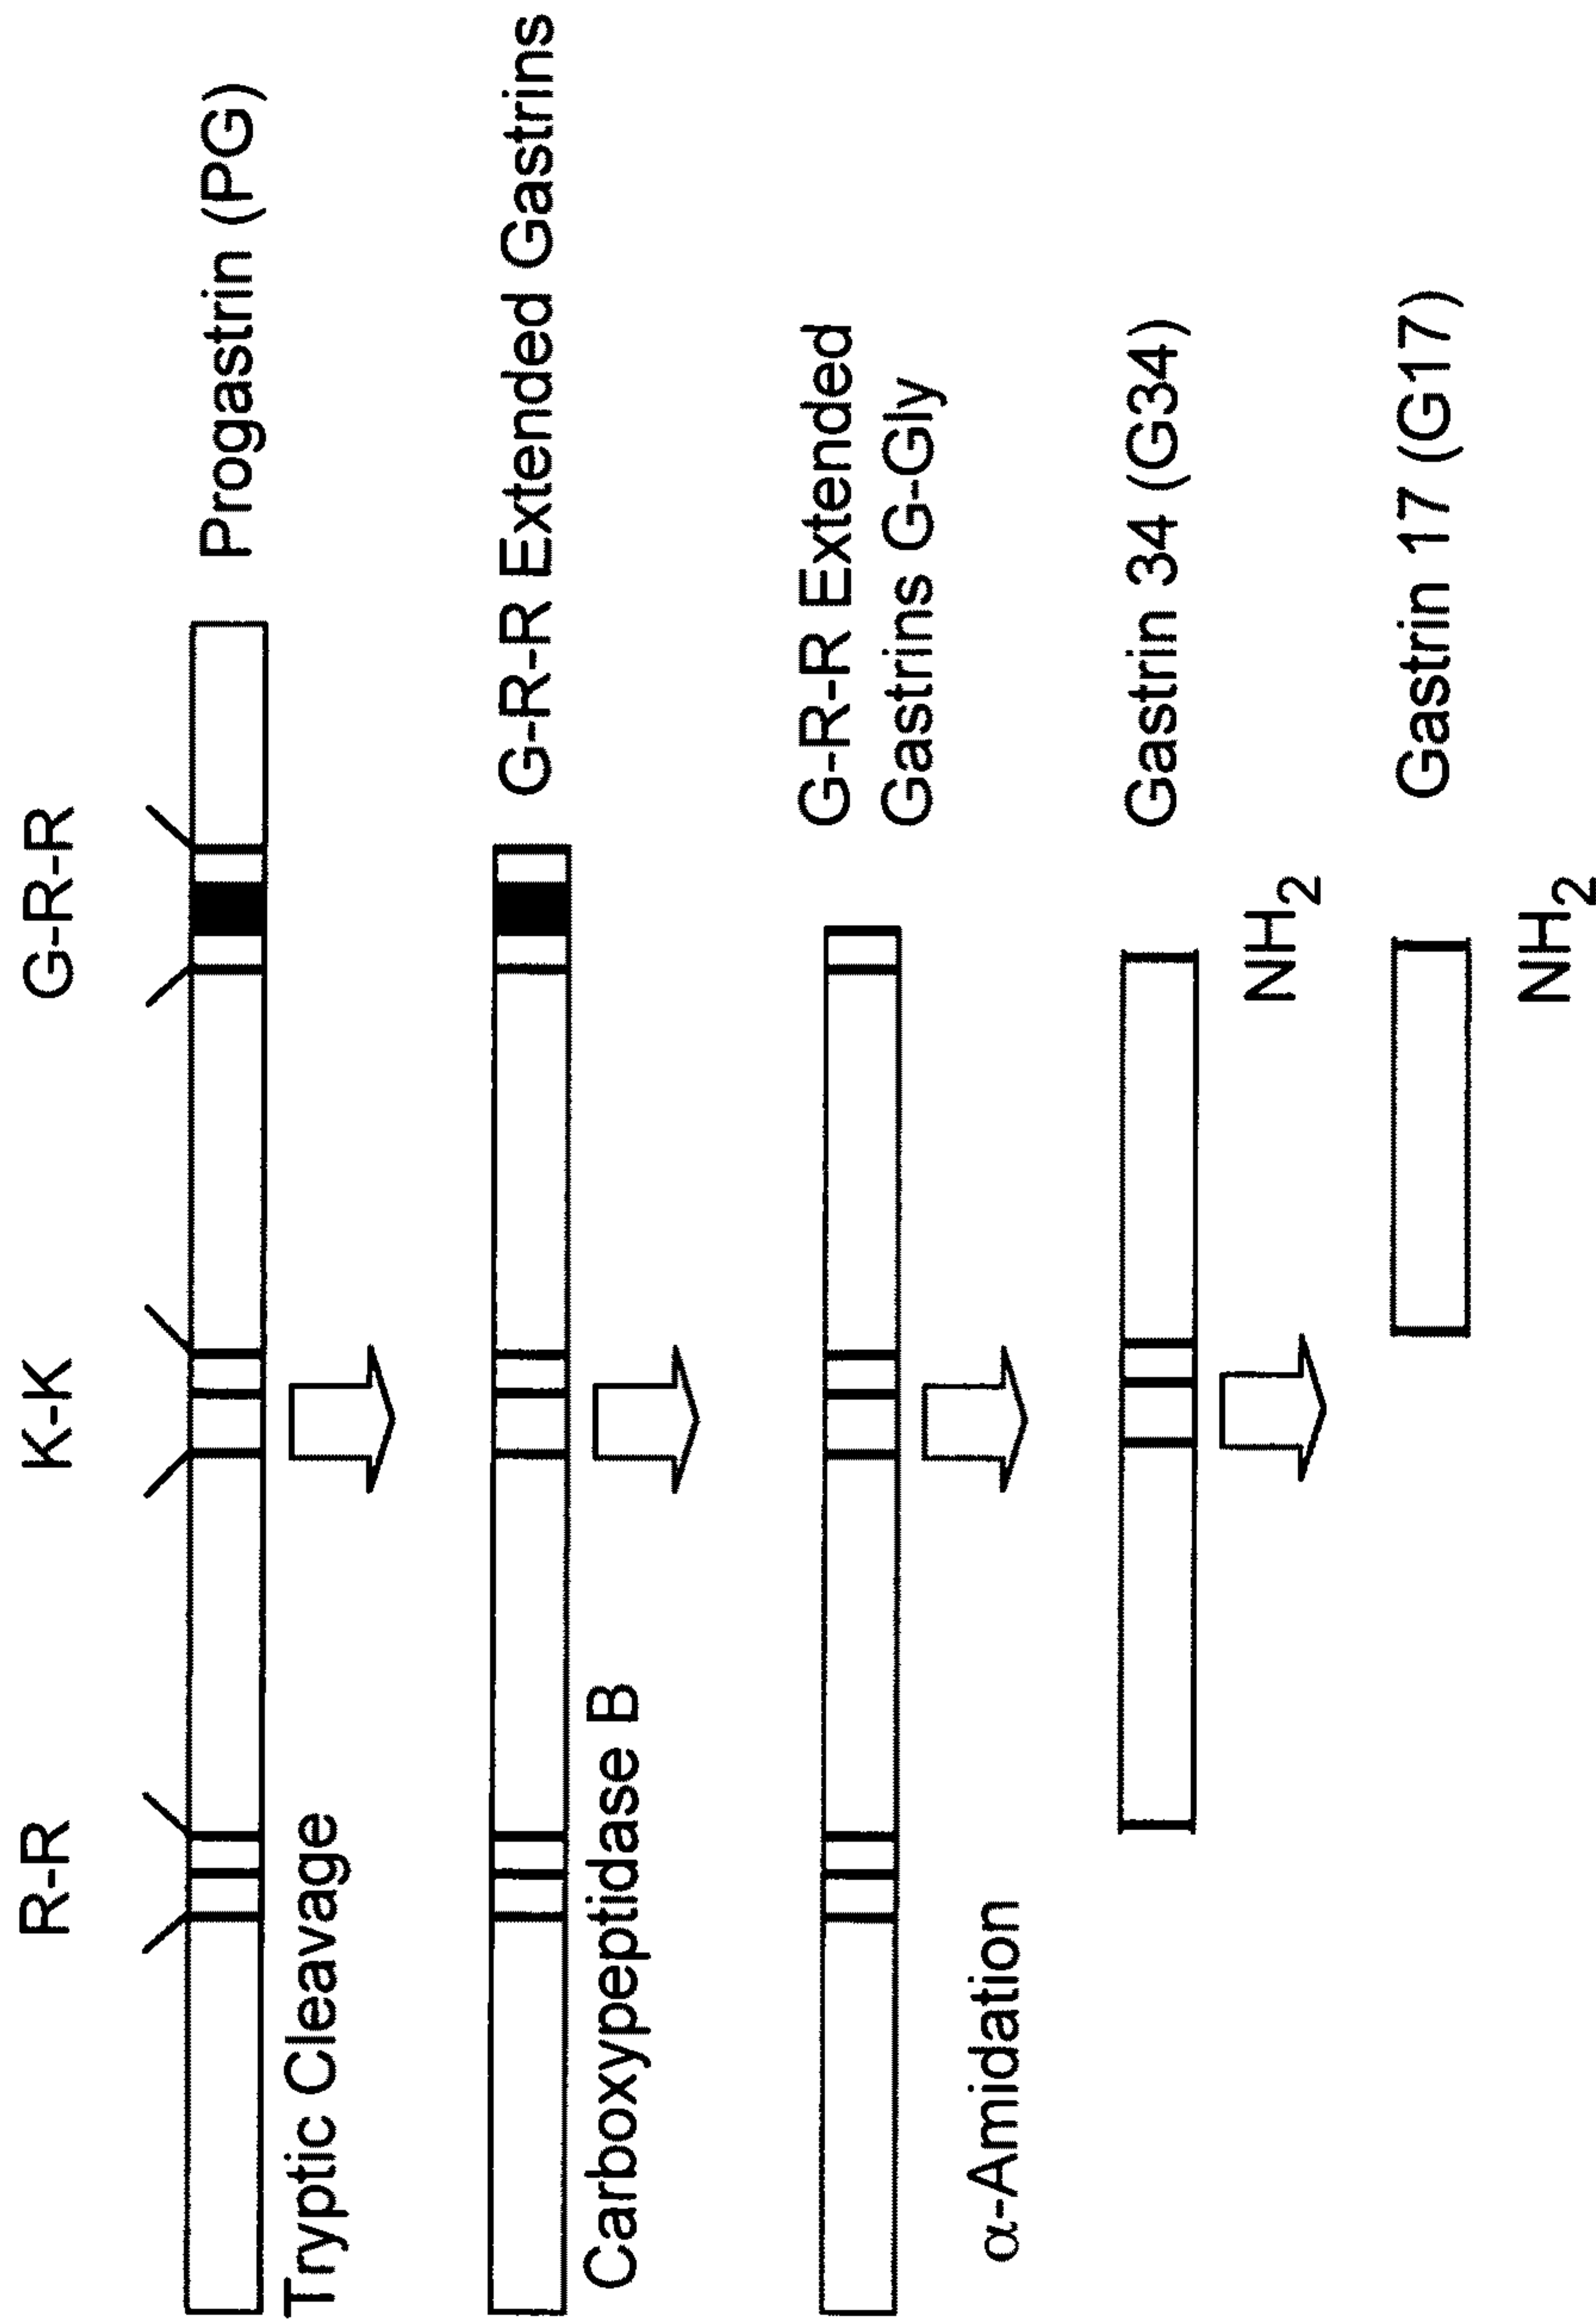 R-R K-K G-R-R
Progastrin (PG)
Tryptic Cleavage
G-R-R Extended Gastrins
Carboxypeptidase B
G-R-R Extended
Gastrins G-Gly
α-Amidation
Gastrin 34 (G34)
NH2
Gastrin 17 (G17)
NH2